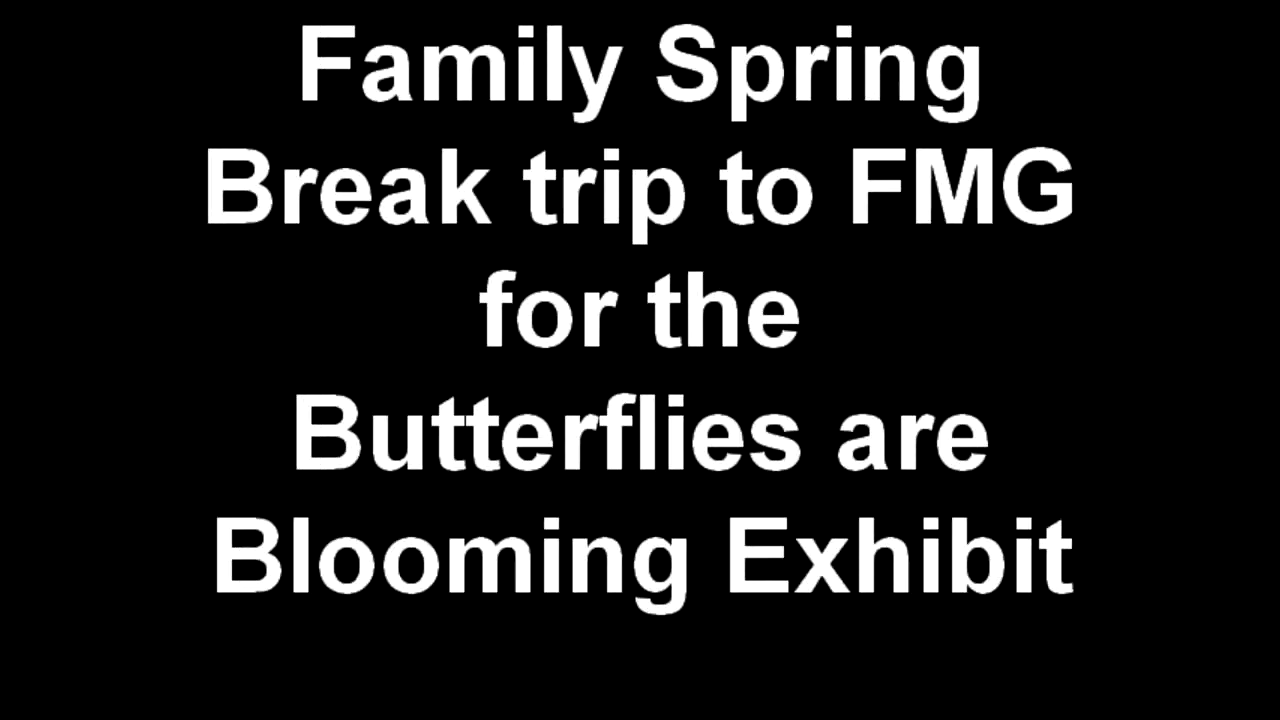 Family Spring
Break trip to FMG
for the
Butterflies are
Blooming Exhibit